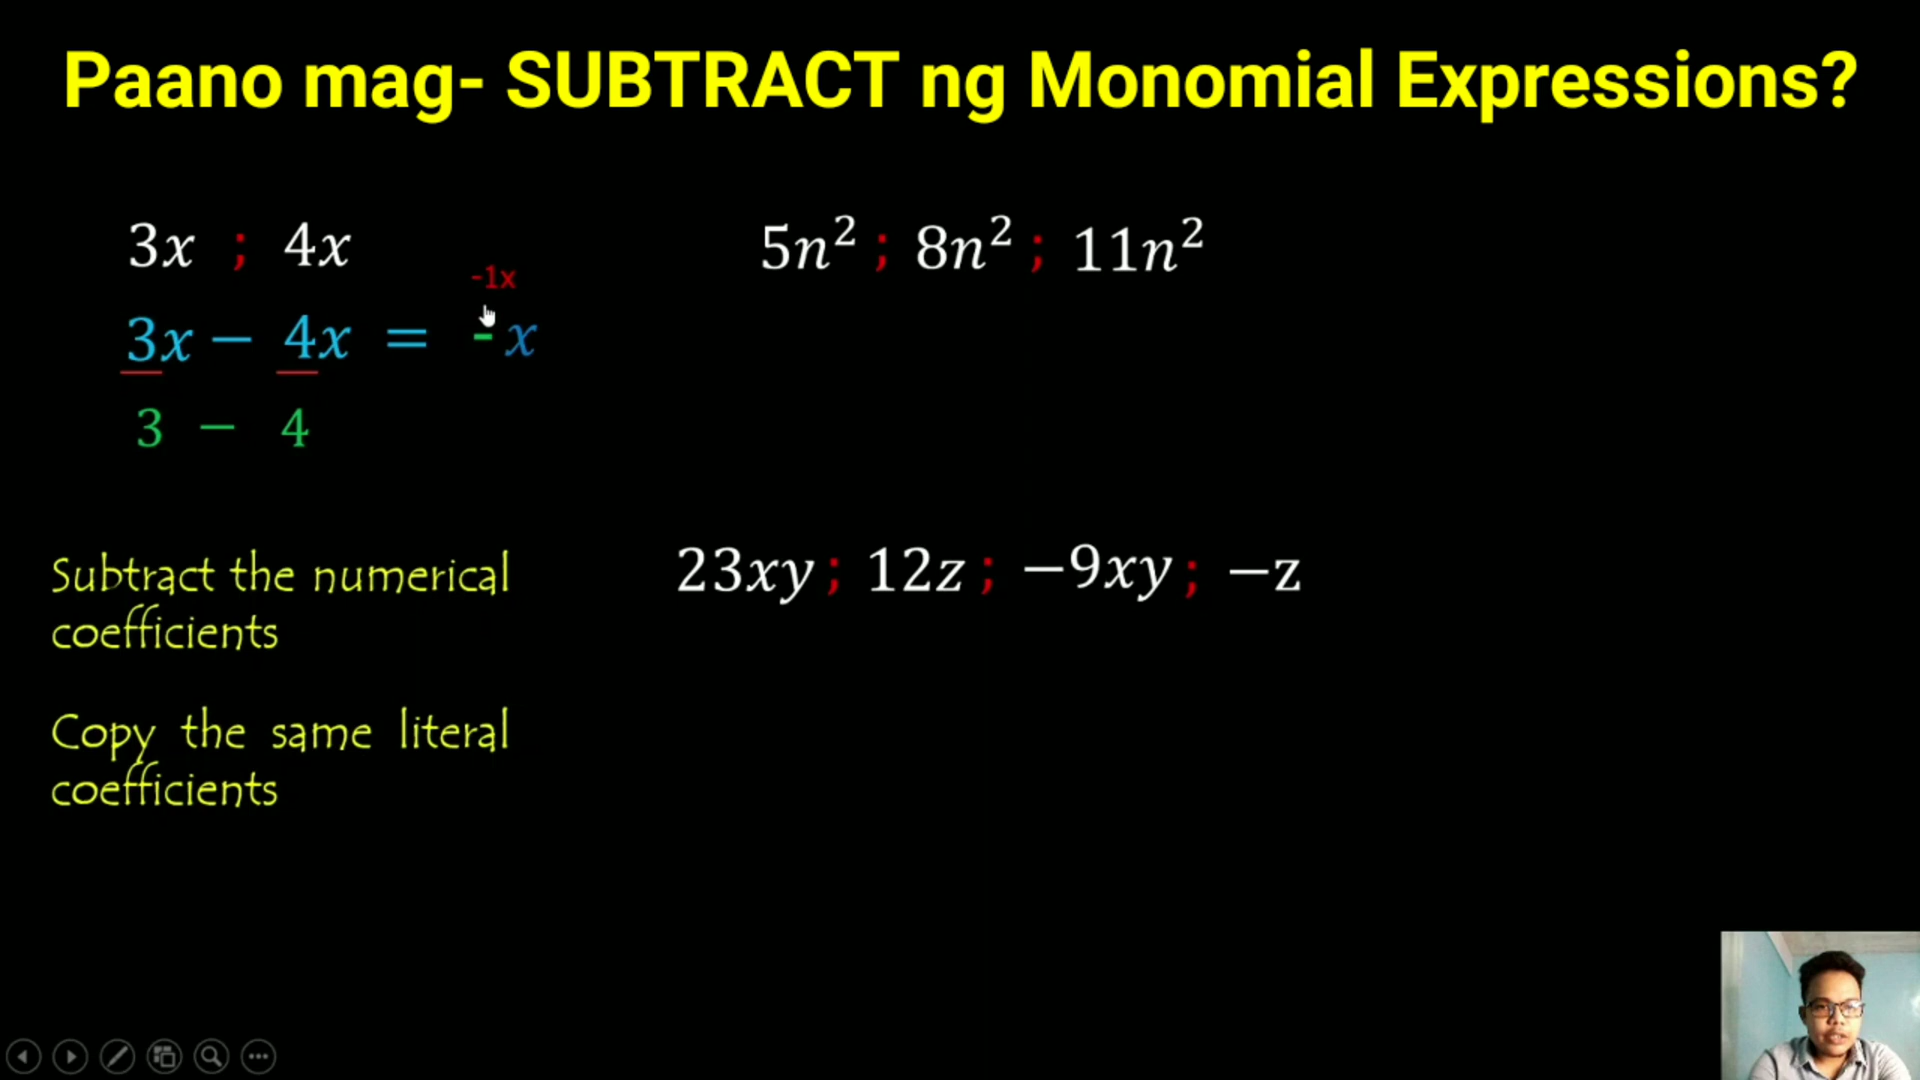 Paano mag- SUBTRACT ng Monomial Expressions?
3x ; 4x
-1x
3x − 4x = - x
3 − 4
Subtract the numerical
coefficients
Copy the same literal
coefficients
5n² ; 8n² ; 11n²
23xy ; 12z ; −9xy ; −z